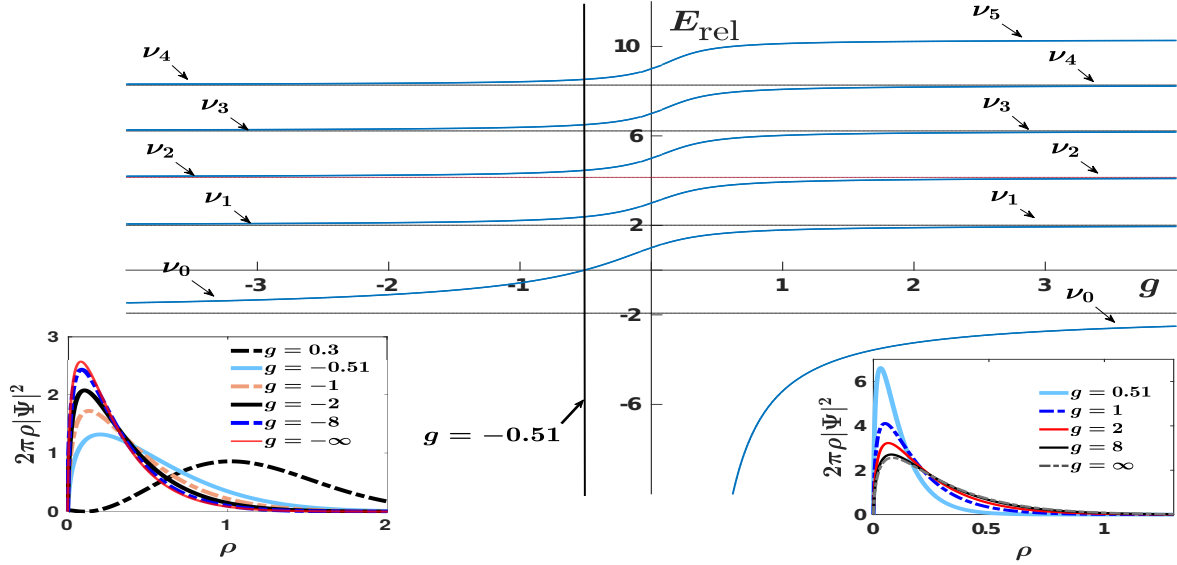 E_rel
10
ν5
ν4
ν4
ν3
ν3
6
ν2
ν2
ν1
ν1
2
ν0
-3
-2
-1
1
2
3
g
ν0
-2
-6
g = −0.51
3
2
1
0
2πρ|Ψ|²
g = 0.3
g = −0.51
g = −1
g = −2
g = −8
g = −∞
0
1
2
ρ
6
4
2
0
2πρ|Ψ|²
g = 0.51
g = 1
g = 2
g = 8
g = ∞
0
0.5
1
ρ